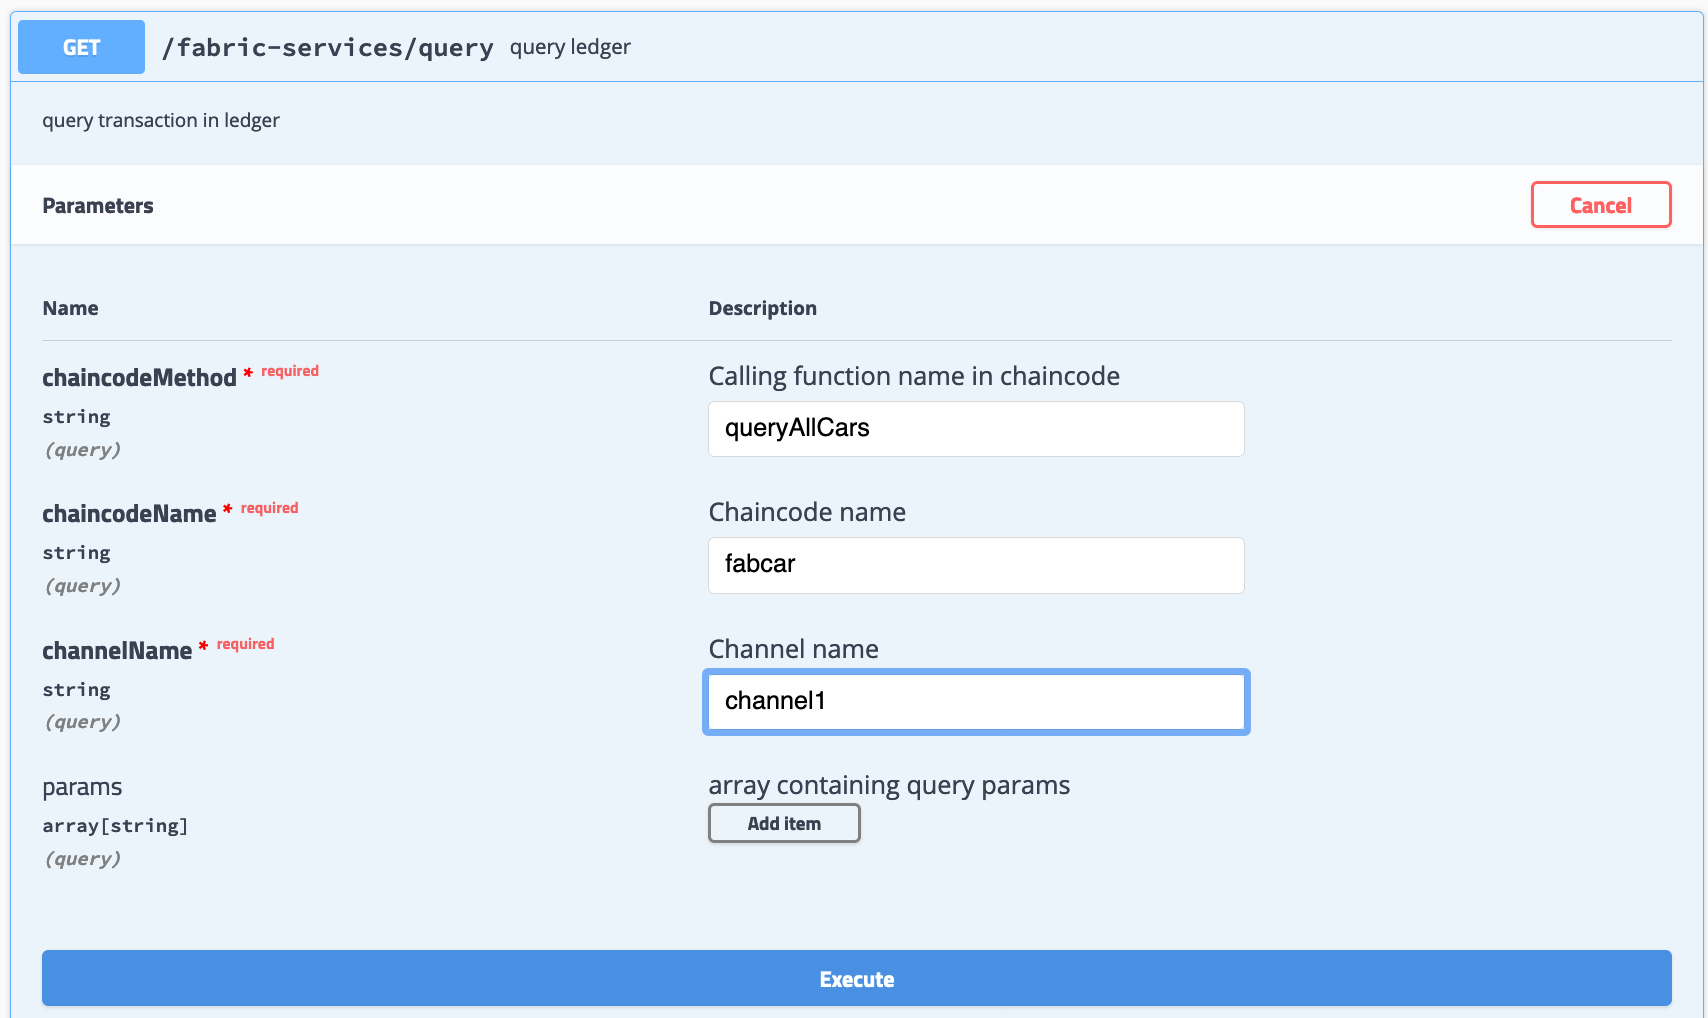 GET /fabric-services/query query ledger
query transaction in ledger
Parameters Cancel
Name Description
chaincodeMethod * required
string
(query)
Calling function name in chaincode
queryAllCars
chaincodeName * required
string
(query)
Chaincode name
fabcar
channelName * required
string
(query)
Channel name
channel1
params
array[string]
(query)
array containing query params
Add item
Execute